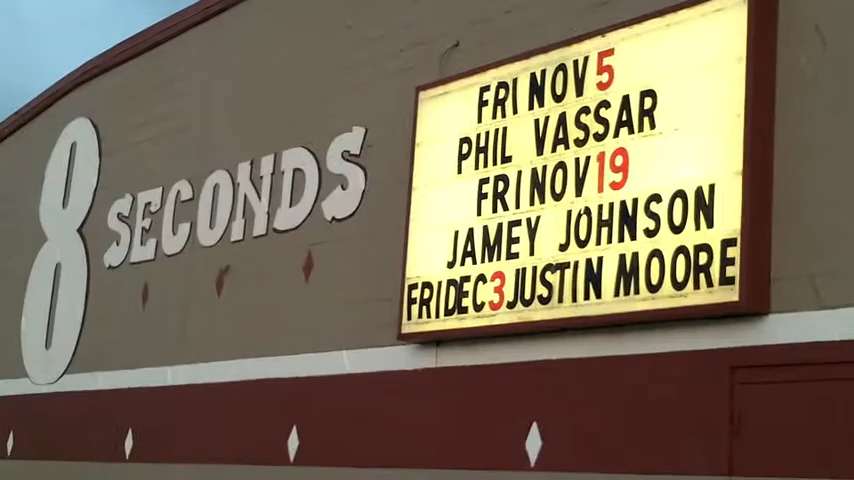 8 SECONDS
FRI NOV 5
PHIL VASSAR
FRI NOV 19
JAMEY JOHNSON
FRI DEC 3 JUSTIN MOORE